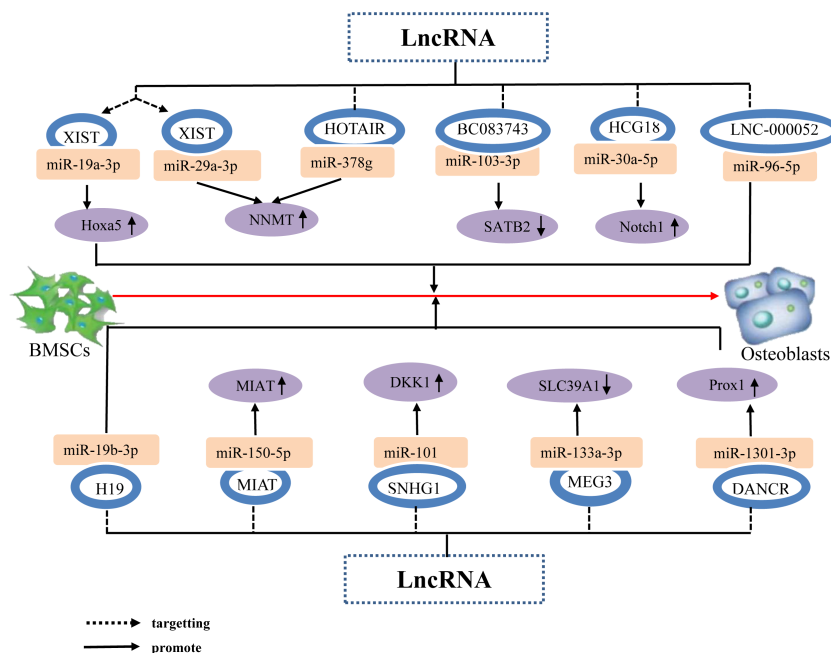 LncRNA
XIST
XIST
HOTAIR
BC083743
HCG18
LNC-000052
miR-19a-3p
miR-29a-3p
miR-378g
miR-103-3p
miR-30a-5p
miR-96-5p
Hoxa5
NNMT
SATB2
Notch1
BMSCs
Osteoblasts
MIAT
DKK1
SLC39A1
Prox1
miR-19b-3p
miR-150-5p
miR-101
miR-133a-3p
miR-1301-3p
H19
MIAT
SNHG1
MEG3
DANCR
LncRNA
targetting
promote